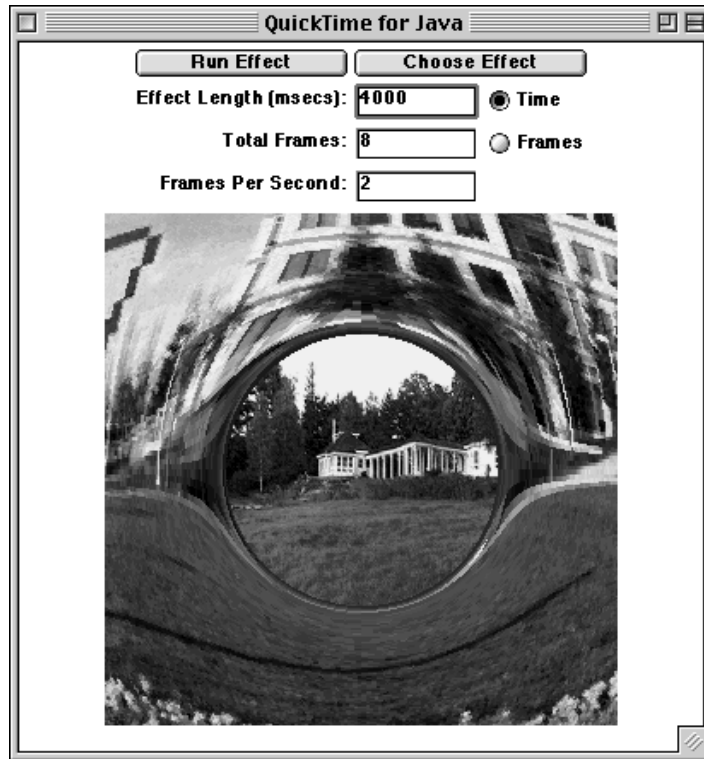 QuickTime for Java
Run Effect Choose Effect
Effect Length (msecs): 4000 Time
Total Frames: 8 Frames
Frames Per Second: 2